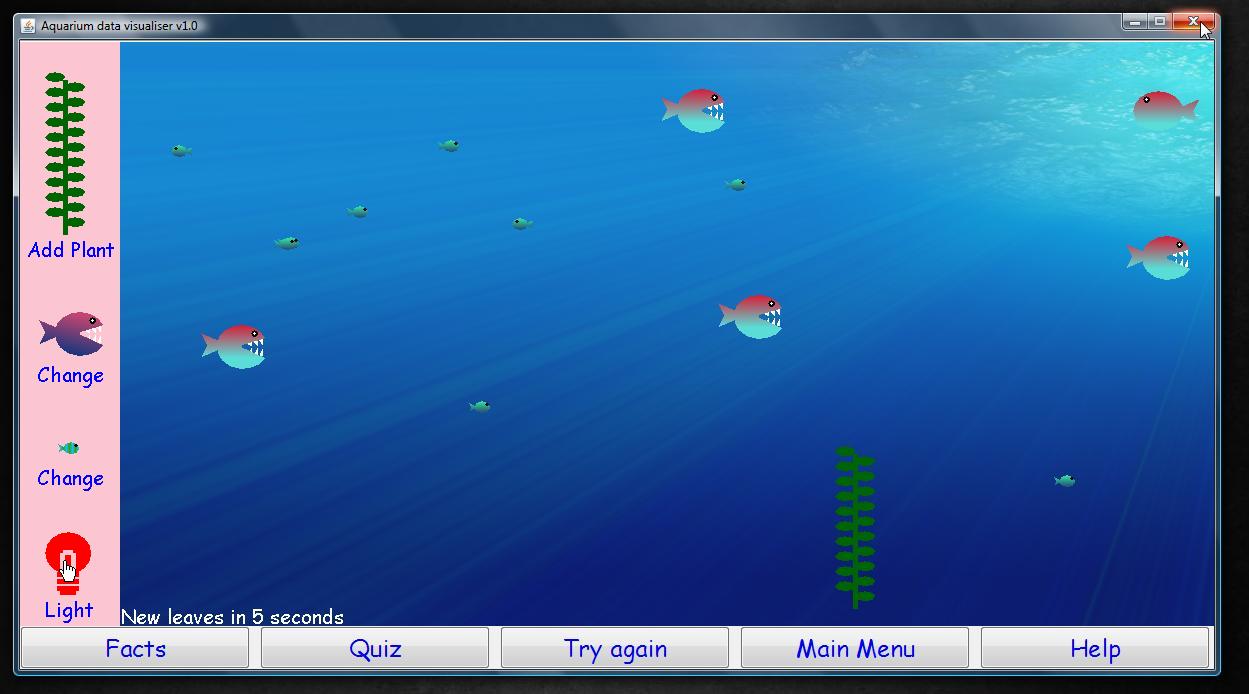 Aquarium data visualiser v1.0
Add Plant
Change
Change
Light
New leaves in 5 seconds
Facts
Quiz
Try again
Main Menu
Help